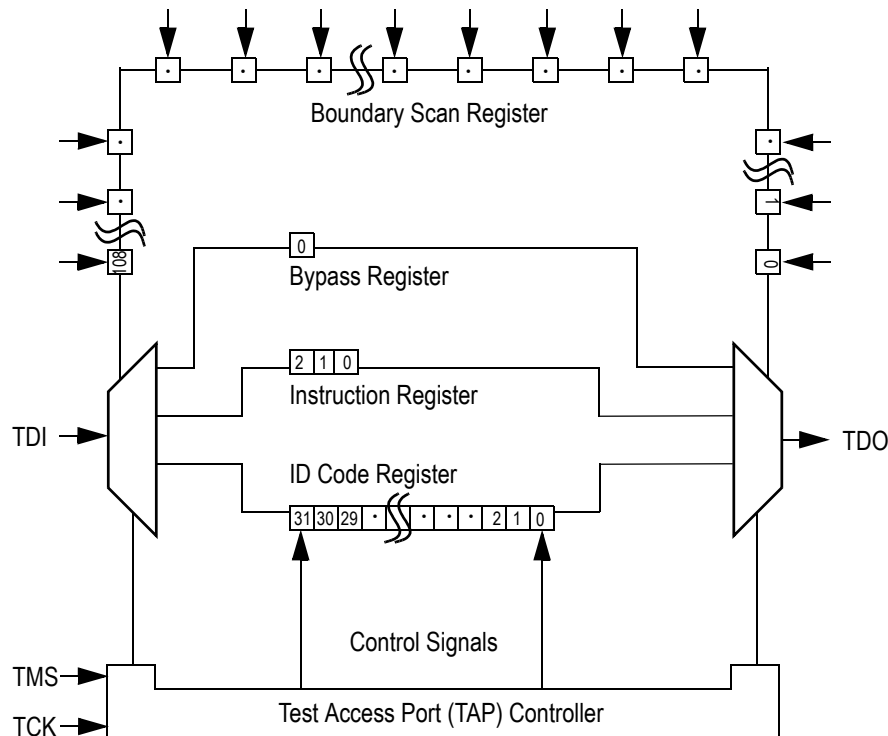 Boundary Scan Register
1
108
0
0
Bypass Register
2 1 0
Instruction Register
TDI
TDO
ID Code Register
31 30 29 · · · · 2 1 0
Control Signals
TMS
Test Access Port (TAP) Controller
TCK